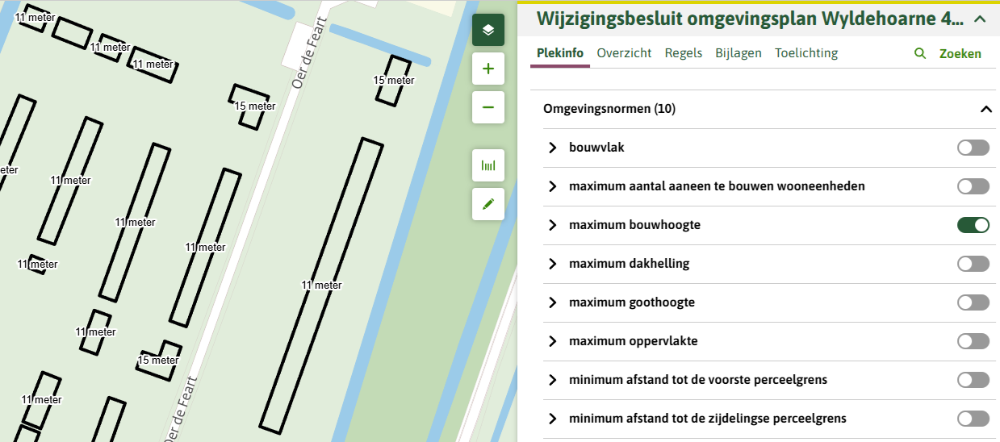 11 meter
11 meter
11 meter
15 meter
15 meter
eter
11 meter
11 meter
11 meter
11 meter
11 meter
11 meter
15 meter
11 meter
Oer de Feart
Oer de Feart
Wijzigingsbesluit omgevingsplan Wyldehoarne 4...
Plekinfo Overzicht Regels Bijlagen Toelichting Zoeken
Omgevingsnormen (10)
bouwvlak
maximum aantal aaneen te bouwen wooneenheden
maximum bouwhoogte
maximum dakhelling
maximum goothoogte
maximum oppervlakte
minimum afstand tot de voorste perceelgrens
minimum afstand tot de zijdelingse perceelgrens